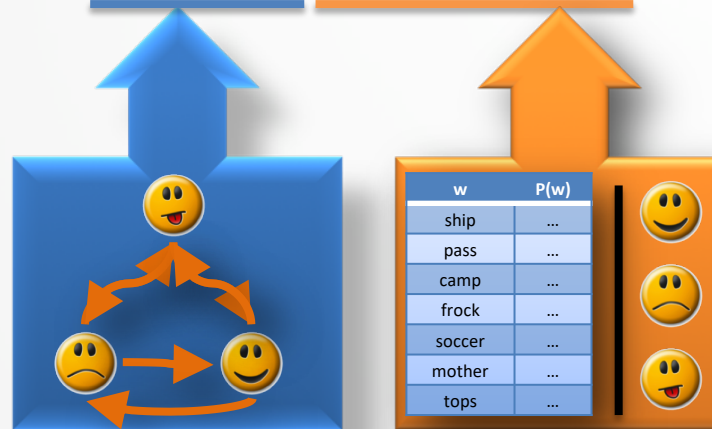 w P(w)
ship ...
pass ...
camp ...
frock ...
soccer ...
mother ...
tops ...